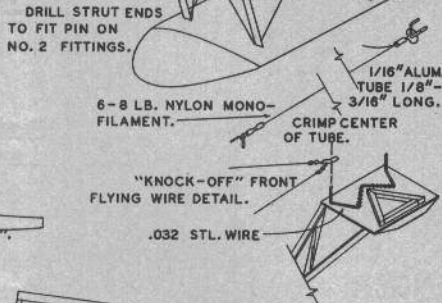 DRILL STRUT ENDS
TO FIT PIN ON
NO. 2 FITTINGS.
1/16" ALUM.
TUBE 1/8"-
3/16" LONG.
6-8 LB. NYLON MONO-
FILAMENT.
CRIMP CENTER
OF TUBE.
"KNOCK-OFF" FRONT
FLYING WIRE DETAIL.
.032 STL. WIRE
".